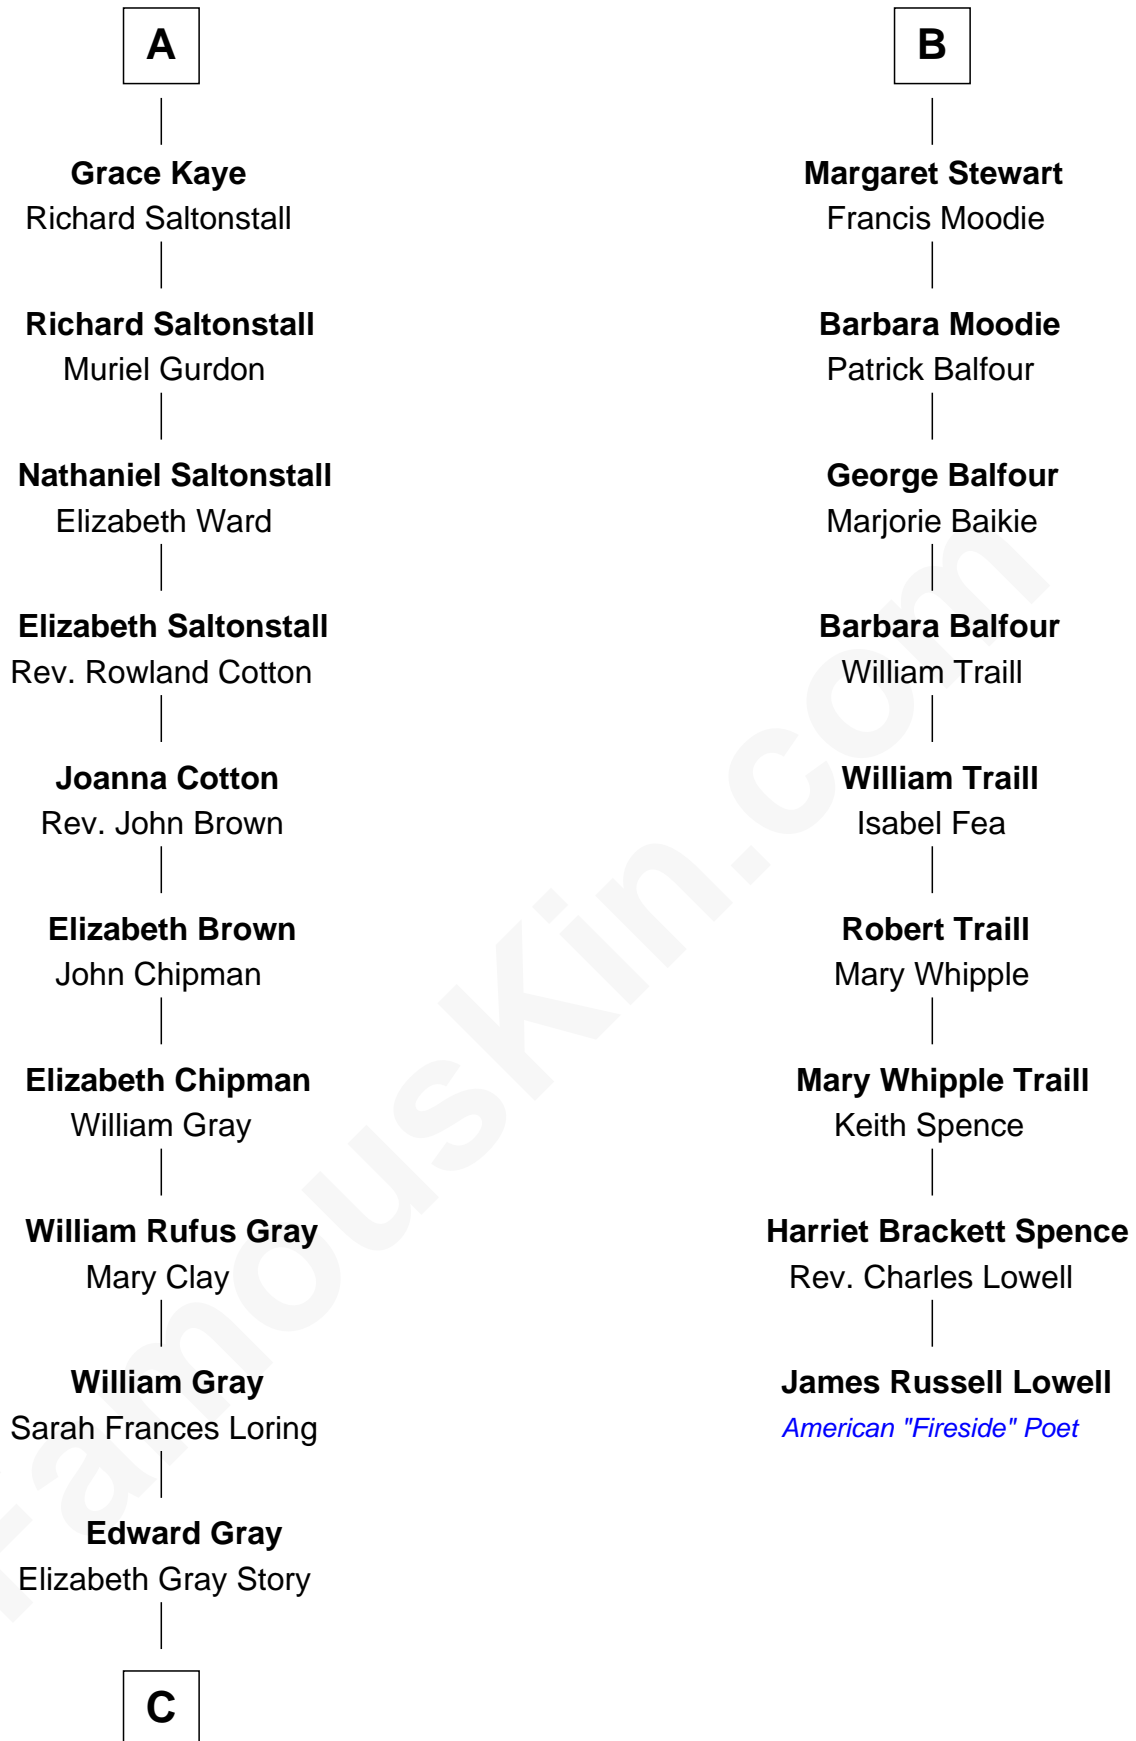 A
Grace Kaye
Richard Saltonstall
Richard Saltonstall
Muriel Gurdon
Nathaniel Saltonstall
Elizabeth Ward
Elizabeth Saltonstall
Rev. Rowland Cotton
Joanna Cotton
Rev. John Brown
Elizabeth Brown
John Chipman
Elizabeth Chipman
William Gray
William Rufus Gray
Mary Clay
William Gray
Sarah Frances Loring
Edward Gray
Elizabeth Gray Story
C
B
Margaret Stewart
Francis Moodie
Barbara Moodie
Patrick Balfour
George Balfour
Marjorie Baikie
Barbara Balfour
William Traill
William Traill
Isabel Fea
Robert Traill
Mary Whipple
Mary Whipple Traill
Keith Spence
Harriet Brackett Spence
Rev. Charles Lowell
James Russell Lowell
American "Fireside" Poet
FamousKin.com